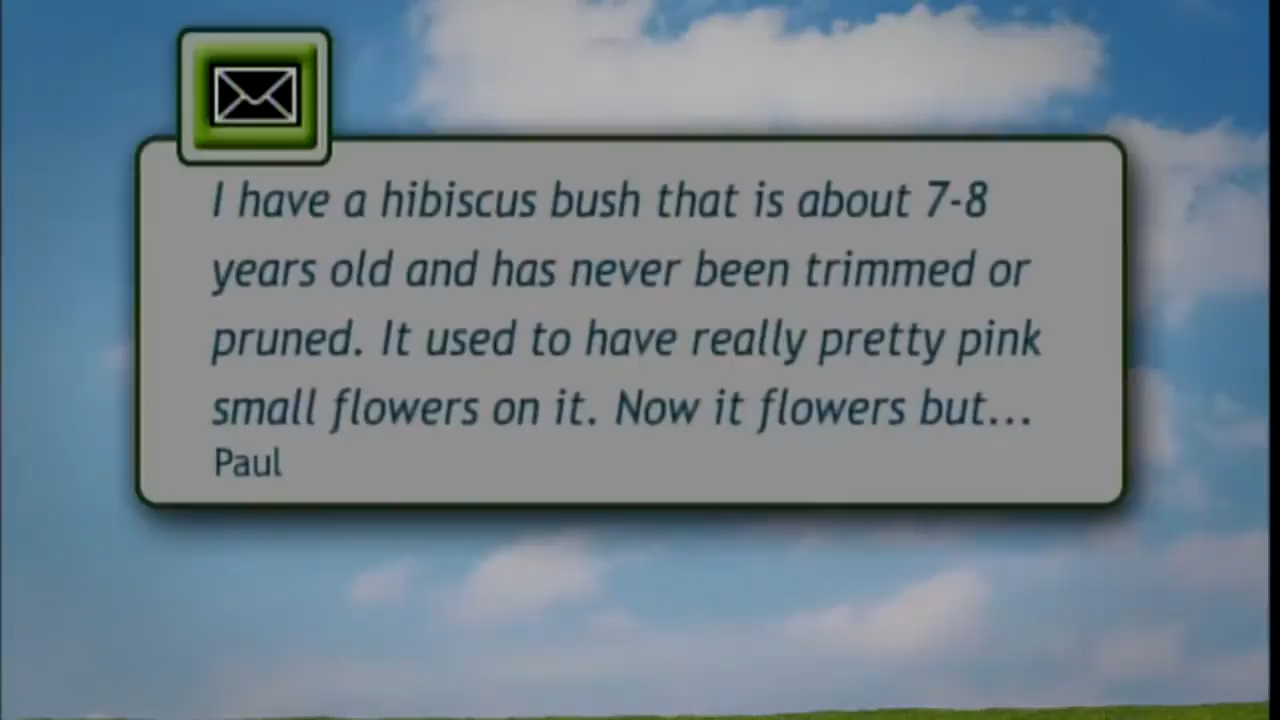 I have a hibiscus bush that is about 7-8
years old and has never been trimmed or
pruned. It used to have really pretty pink
small flowers on it. Now it flowers but...
Paul